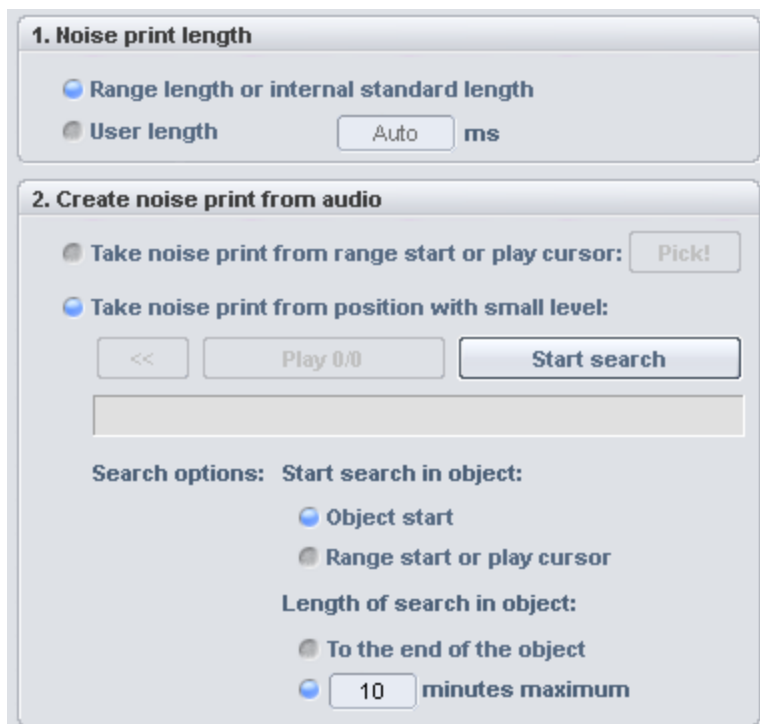 1. Noise print length
Range length or internal standard length
User length Auto ms
2. Create noise print from audio
Take noise print from range start or play cursor: Pick!
Take noise print from position with small level:
<< Play 0/0 Start search
Search options: Start search in object:
Object start
Range start or play cursor
Length of search in object:
To the end of the object
10 minutes maximum